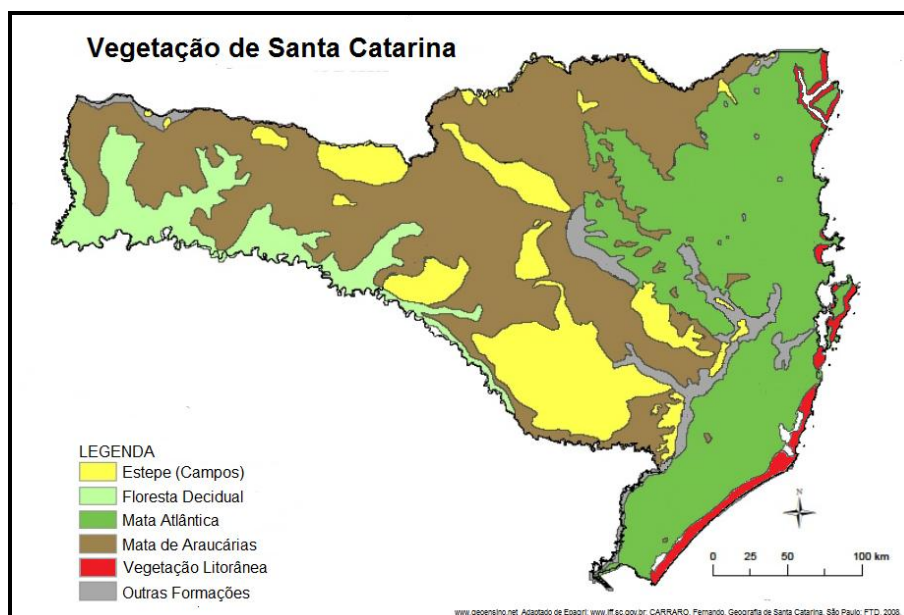 Vegetação de Santa Catarina
LEGENDA
Estepe (Campos)
Floresta Decidual
Mata Atlântica
Mata de Araucárias
Vegetação Litorânea
Outras Formações
N
0 25 50 100 km
www.geoensino.net Adaptado de Epagri; www.iff.sc.gov.br; CARRARO, Fernando. Geografia de Santa Catarina. São Paulo: FTD, 2008.